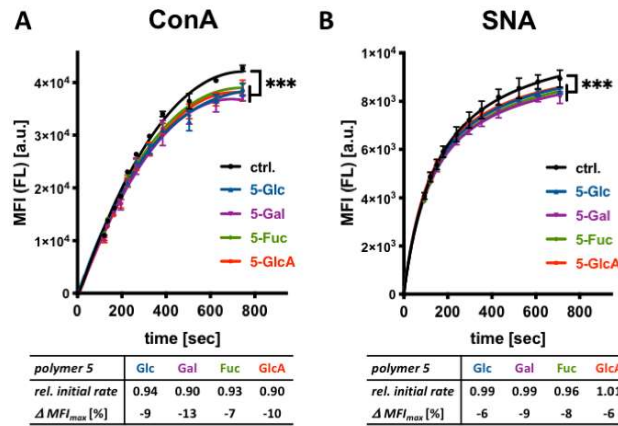 A ConA
B SNA
MFI (FL) [a.u.]
4×10⁴
3×10⁴
2×10⁴
1×10⁴
0
0 200 400 600 800
time [sec]
***
ctrl.
5-Glc
5-Gal
5-Fuc
5-GlcA
MFI (FL) [a.u.]
1×10⁴
8×10³
6×10³
4×10³
2×10³
0
0 200 400 600 800
time [sec]
***
ctrl.
5-Glc
5-Gal
5-Fuc
5-GlcA
polymer 5 Glc Gal Fuc GlcA
rel. initial rate 0.94 0.90 0.93 0.90
Δ MFImax [%] -9 -13 -7 -10
polymer 5 Glc Gal Fuc GlcA
rel. initial rate 0.99 0.99 0.96 1.01
Δ MFImax [%] -6 -9 -8 -6